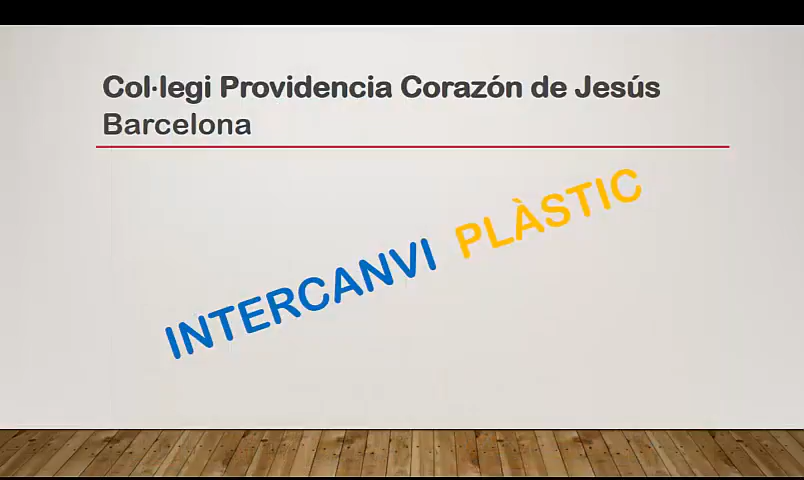 Col·legi Providencia Corazón de Jesús
Barcelona
INTERCANVI PLÀSTIC